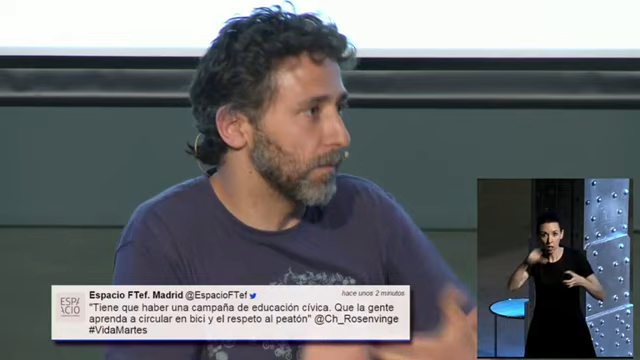 Espacio FTef. Madrid @EspacioFTef hace unos 2 minutos
ESPA
ACIO
"Tiene que haber una campaña de educación cívica. Que la gente
aprenda a circular en bici y el respeto al peatón" @Ch_Rosenvinge
#VidaMartes